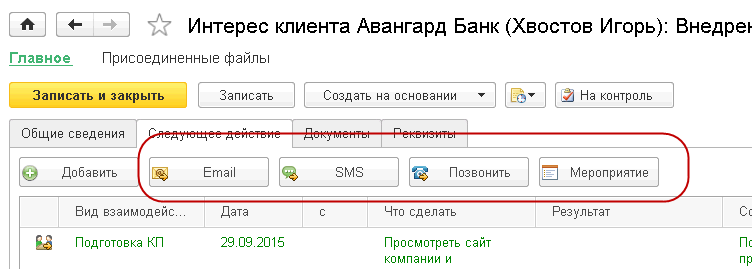 Интерес клиента Авангард Банк (Хвостов Игорь): Внедрен
Главное Присоединенные файлы
Записать и закрыть Записать Создать на основании На контроль
Общие сведения Следующее действие Документы Реквизиты
Добавить Email SMS Позвонить Мероприятие
Вид взаимодейс... Дата с Что сделать Результат Со
Подготовка КП 29.09.2015 Просмотреть сайт По
компании и пр